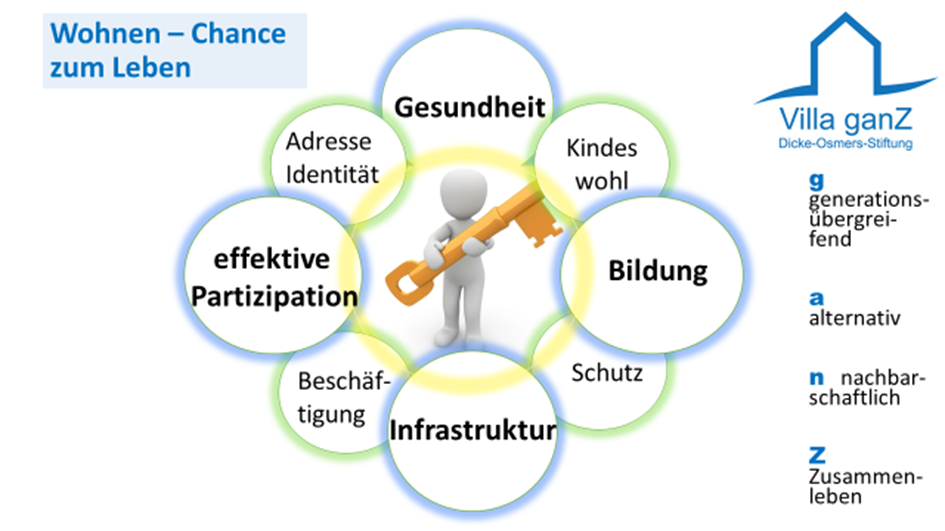 Wohnen – Chance
zum Leben
Gesundheit
Adresse
Identität
Kindes
wohl
effektive
Partizipation
Bildung
Beschäf-
tigung
Schutz
Infrastruktur
Villa ganZ
Dicke-Osmers-Stiftung
g
generations-
übergrei-
fend
a
alternativ
n nachbar-
schaftlich
Z
Zusammen-
leben